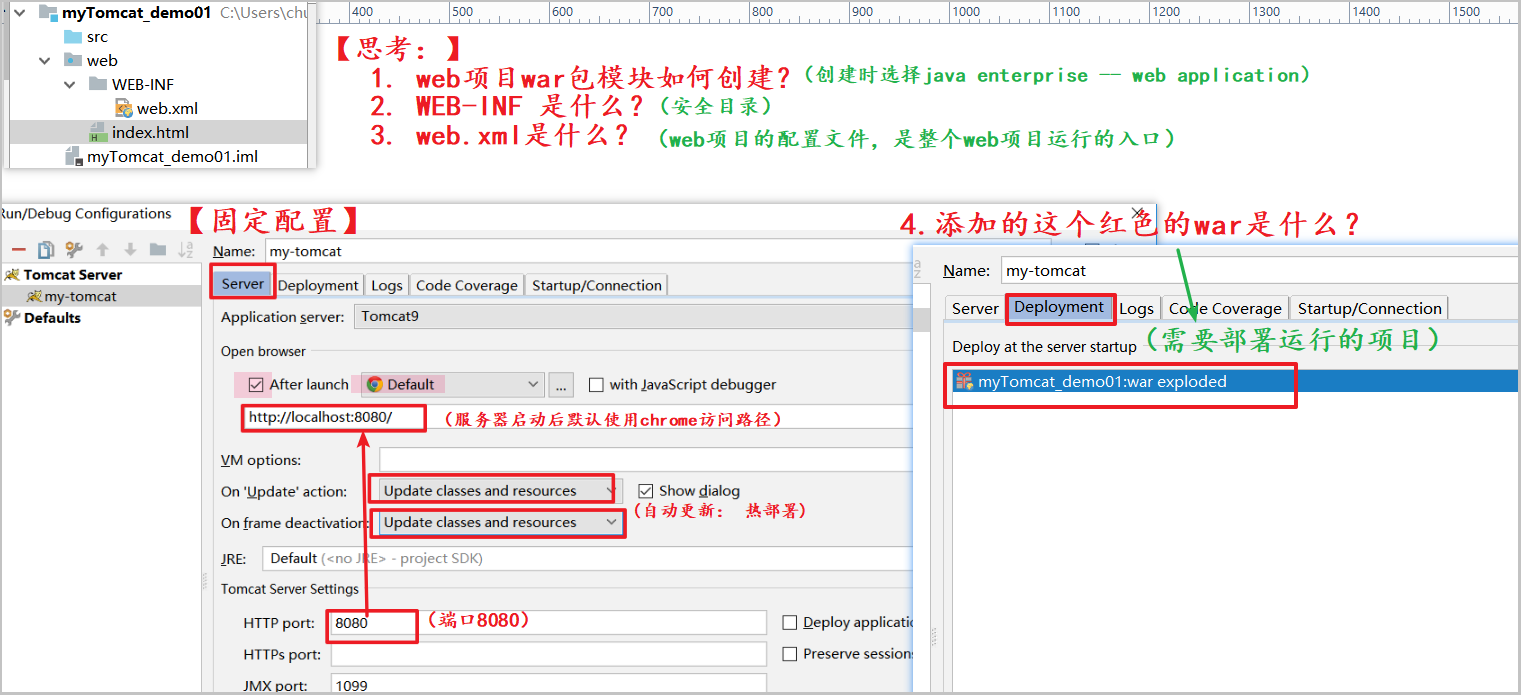 myTomcat_demo01 C:\Users\chu
400 500 600 700 800 900 1000 1100 1200 1300 1400 1500
src
web
WEB-INF
web.xml
index.html
myTomcat_demo01.iml
【思考：】
1. web项目war包模块如何创建？（创建时选择java enterprise -- web application）
2. WEB-INF 是什么？（安全目录）
3. web.xml是什么？（web项目的配置文件，是整个web项目运行的入口）
Run/Debug Configurations
【固定配置】
Name: my-tomcat
Tomcat Server
my-tomcat
Defaults
Server Deployment Logs Code Coverage Startup/Connection
Application server: Tomcat9
Open browser
After launch Default ... with JavaScript debugger
http://localhost:8080/ （服务器启动后默认使用chrome访问路径）
VM options:
On 'Update' action: Update classes and resources Show dialog
（自动更新： 热部署）
On frame deactivation: Update classes and resources
JRE: Default (<no JRE> - project SDK)
Tomcat Server Settings
HTTP port: 8080 （端口8080） Deploy applicatio
HTTPs port: Preserve sessions
JMX port: 1099
4.添加的这个红色的war是什么？
Name: my-tomcat
Server Deployment Logs Code Coverage Startup/Connection
Deploy at the server startup （需要部署运行的项目）
myTomcat_demo01:war exploded